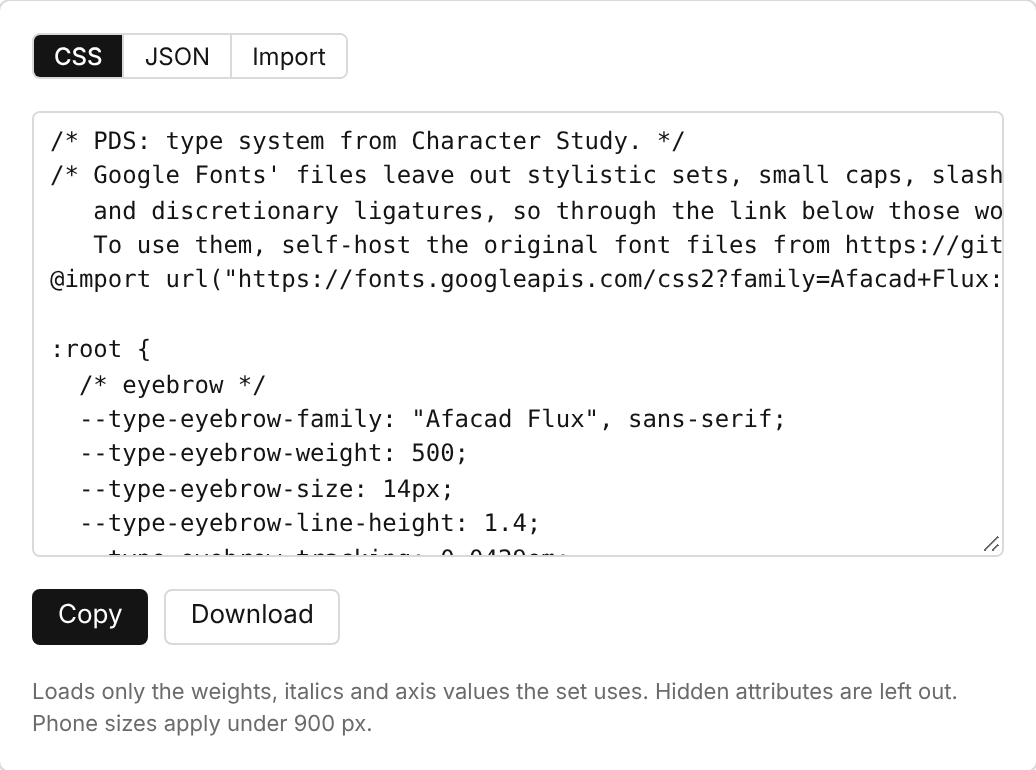 CSS JSON Import
/* PDS: type system from Character Study. */
/* Google Fonts' files leave out stylistic sets, small caps, slash
and discretionary ligatures, so through the link below those wo
To use them, self-host the original font files from https://git
@import url("https://fonts.googleapis.com/css2?family=Afacad+Flux:
:root {
/* eyebrow */
--type-eyebrow-family: "Afacad Flux", sans-serif;
--type-eyebrow-weight: 500;
--type-eyebrow-size: 14px;
--type-eyebrow-line-height: 1.4;
Copy Download
Loads only the weights, italics and axis values the set uses. Hidden attributes are left out.
Phone sizes apply under 900 px.